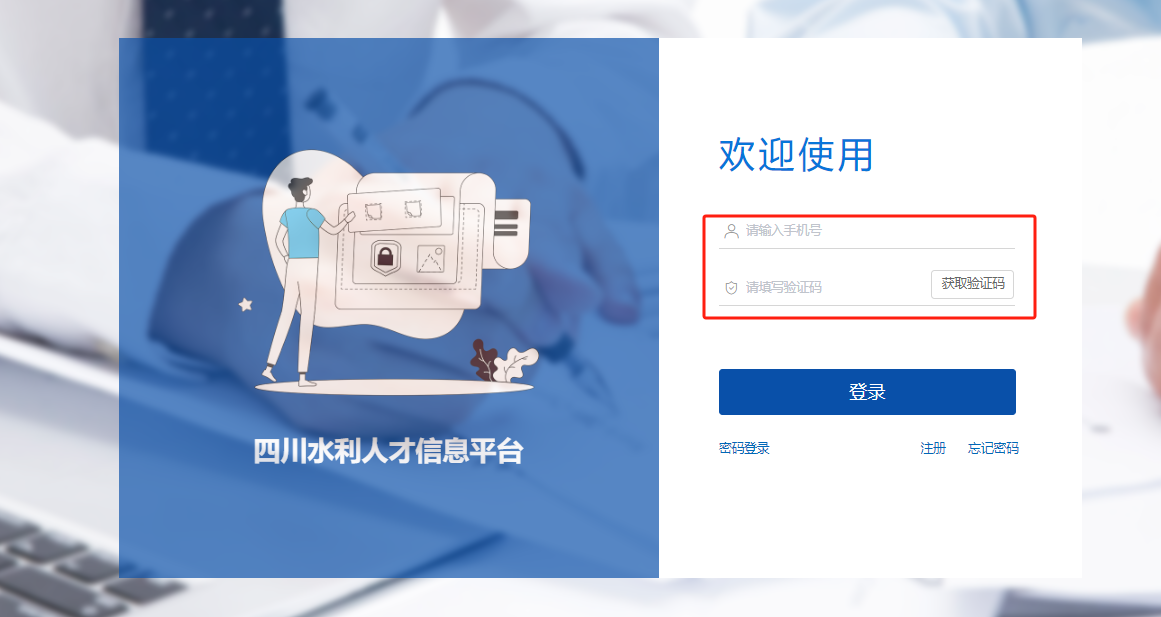 欢迎使用
请输入手机号
请填写验证码
获取验证码
登录
密码登录
注册
忘记密码
四川水利人才信息平台